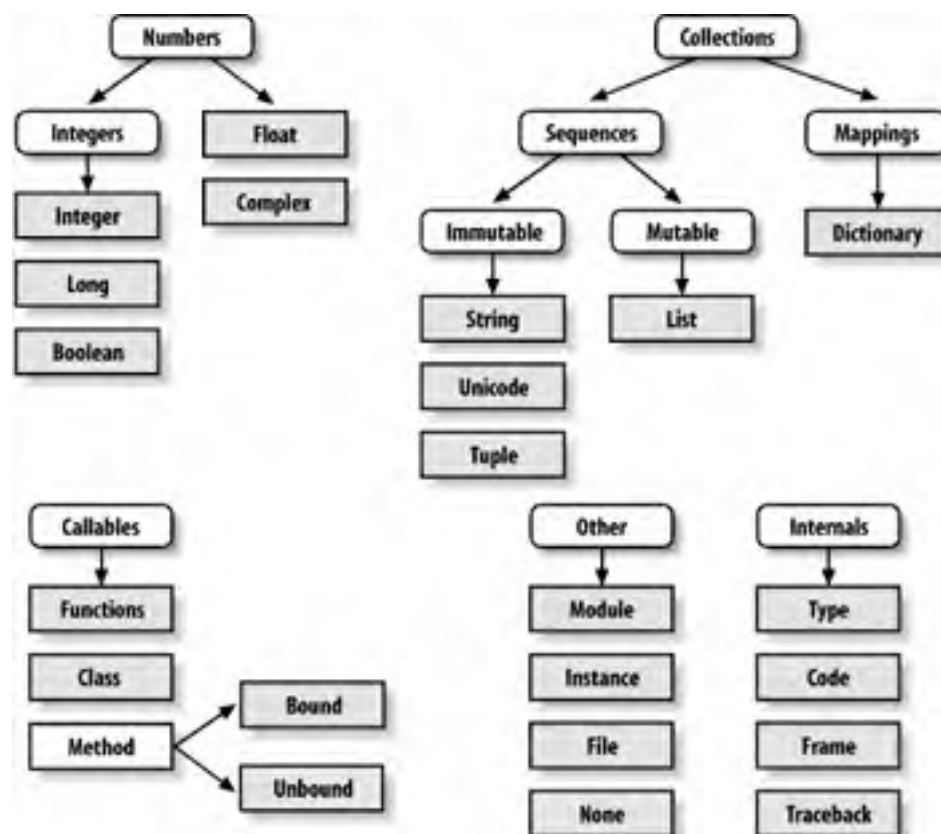 Numbers
Collections
Integers
Float
Sequences
Mappings
Integer
Complex
Immutable
Mutable
Dictionary
Long
String
List
Boolean
Unicode
Tuple
Callables
Other
Internals
Functions
Module
Type
Class
Bound
Instance
Code
Method
File
Frame
Unbound
None
Traceback